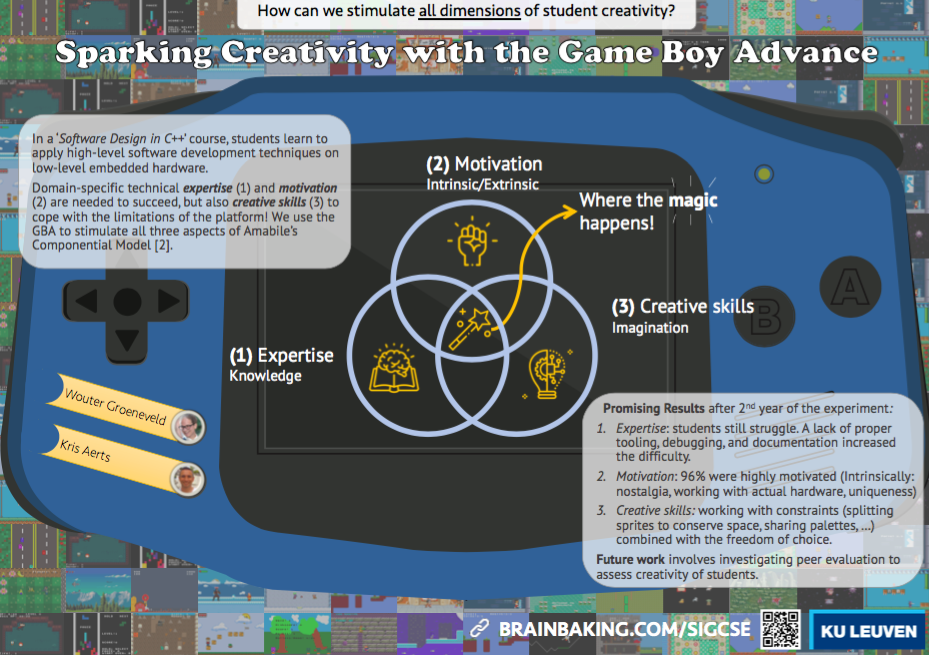 How can we stimulate all dimensions of student creativity?
Sparking Creativity with the Game Boy Advance
In a 'Software Design in C++' course, students learn to
apply high-level software development techniques on
low-level embedded hardware.
Domain-specific technical expertise (1) and motivation
(2) are needed to succeed, but also creative skills (3) to
cope with the limitations of the platform! We use the
GBA to stimulate all three aspects of Amabile's
Componential Model [2].
(2) Motivation
Intrinsic/Extrinsic
Where the magic
happens!
(3) Creative skills
Imagination
(1) Expertise
Knowledge
A
B
Wouter Groeneveld
Kris Aerts
Promising Results after 2nd year of the experiment:
1. Expertise: students still struggle. A lack of proper
tooling, debugging, and documentation increased
the difficulty.
2. Motivation: 96% were highly motivated (Intrinsically:
nostalgia, working with actual hardware, uniqueness)
3. Creative skills: working with constraints (splitting
sprites to conserve space, sharing palettes, ...)
combined with the freedom of choice.
Future work involves investigating peer evaluation to
assess creativity of students.
BRAINBAKING.COM/SIGCSE
KU LEUVEN